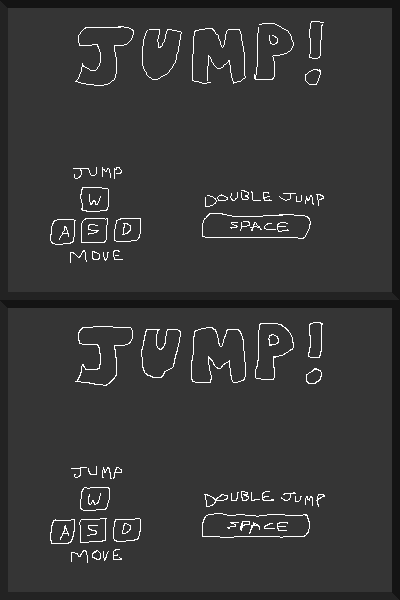 JUMP!
JUMP
W
DOUBLE JUMP
A S D
SPACE
MOVE
JUMP!
JUMP
W
DOUBLE JUMP
A S D
SPACE
MOVE